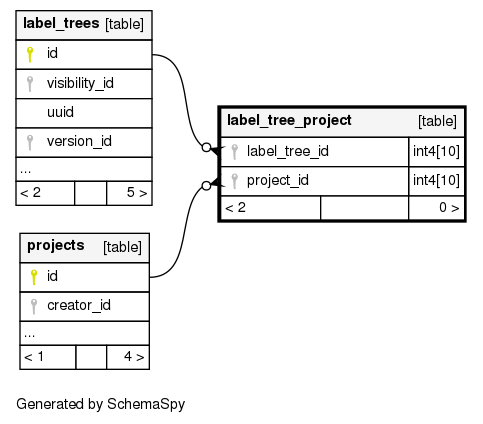 label_trees [table]
id
visibility_id
uuid
version_id
...
< 2 5 >
label_tree_project [table]
label_tree_id int4[10]
project_id int4[10]
< 2 0 >
projects [table]
id
creator_id
...
< 1 4 >
Generated by SchemaSpy